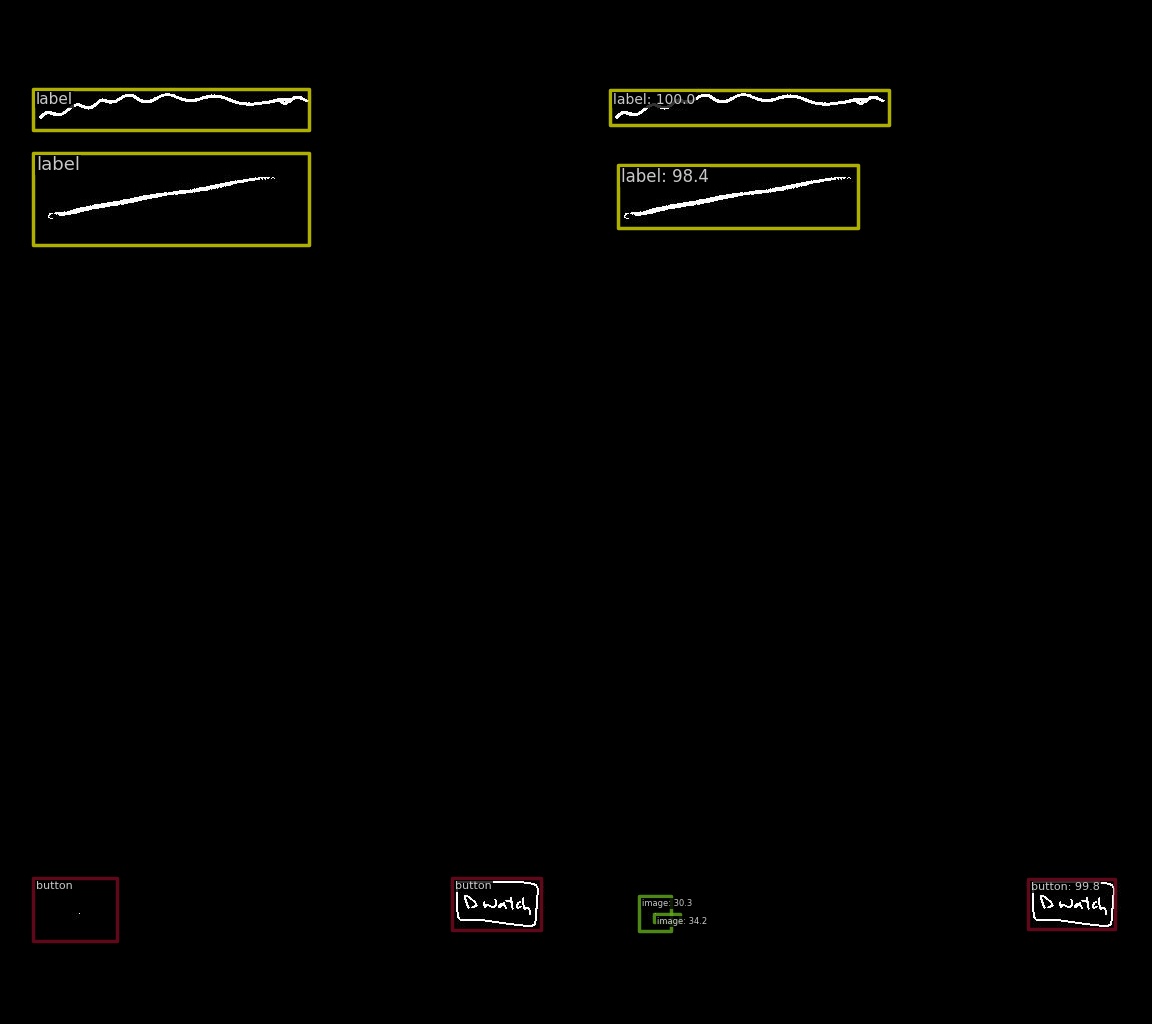 label
label: 100.0
label
label: 98.4
button
button
D watch
image: 30.3
image: 34.2
button: 99.8
D watch